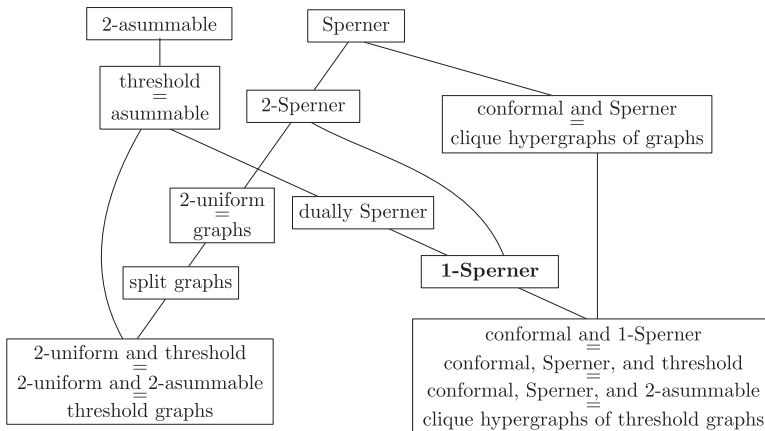 2-asummable
Sperner
threshold
=
asummable
2-Sperner
conformal and Sperner
=
clique hypergraphs of graphs
2-uniform
=
graphs
dually Sperner
1-Sperner
split graphs
2-uniform and threshold
=
2-uniform and 2-asummable
=
threshold graphs
conformal and 1-Sperner
=
conformal, Sperner, and threshold
=
conformal, Sperner, and 2-asummable
=
clique hypergraphs of threshold graphs